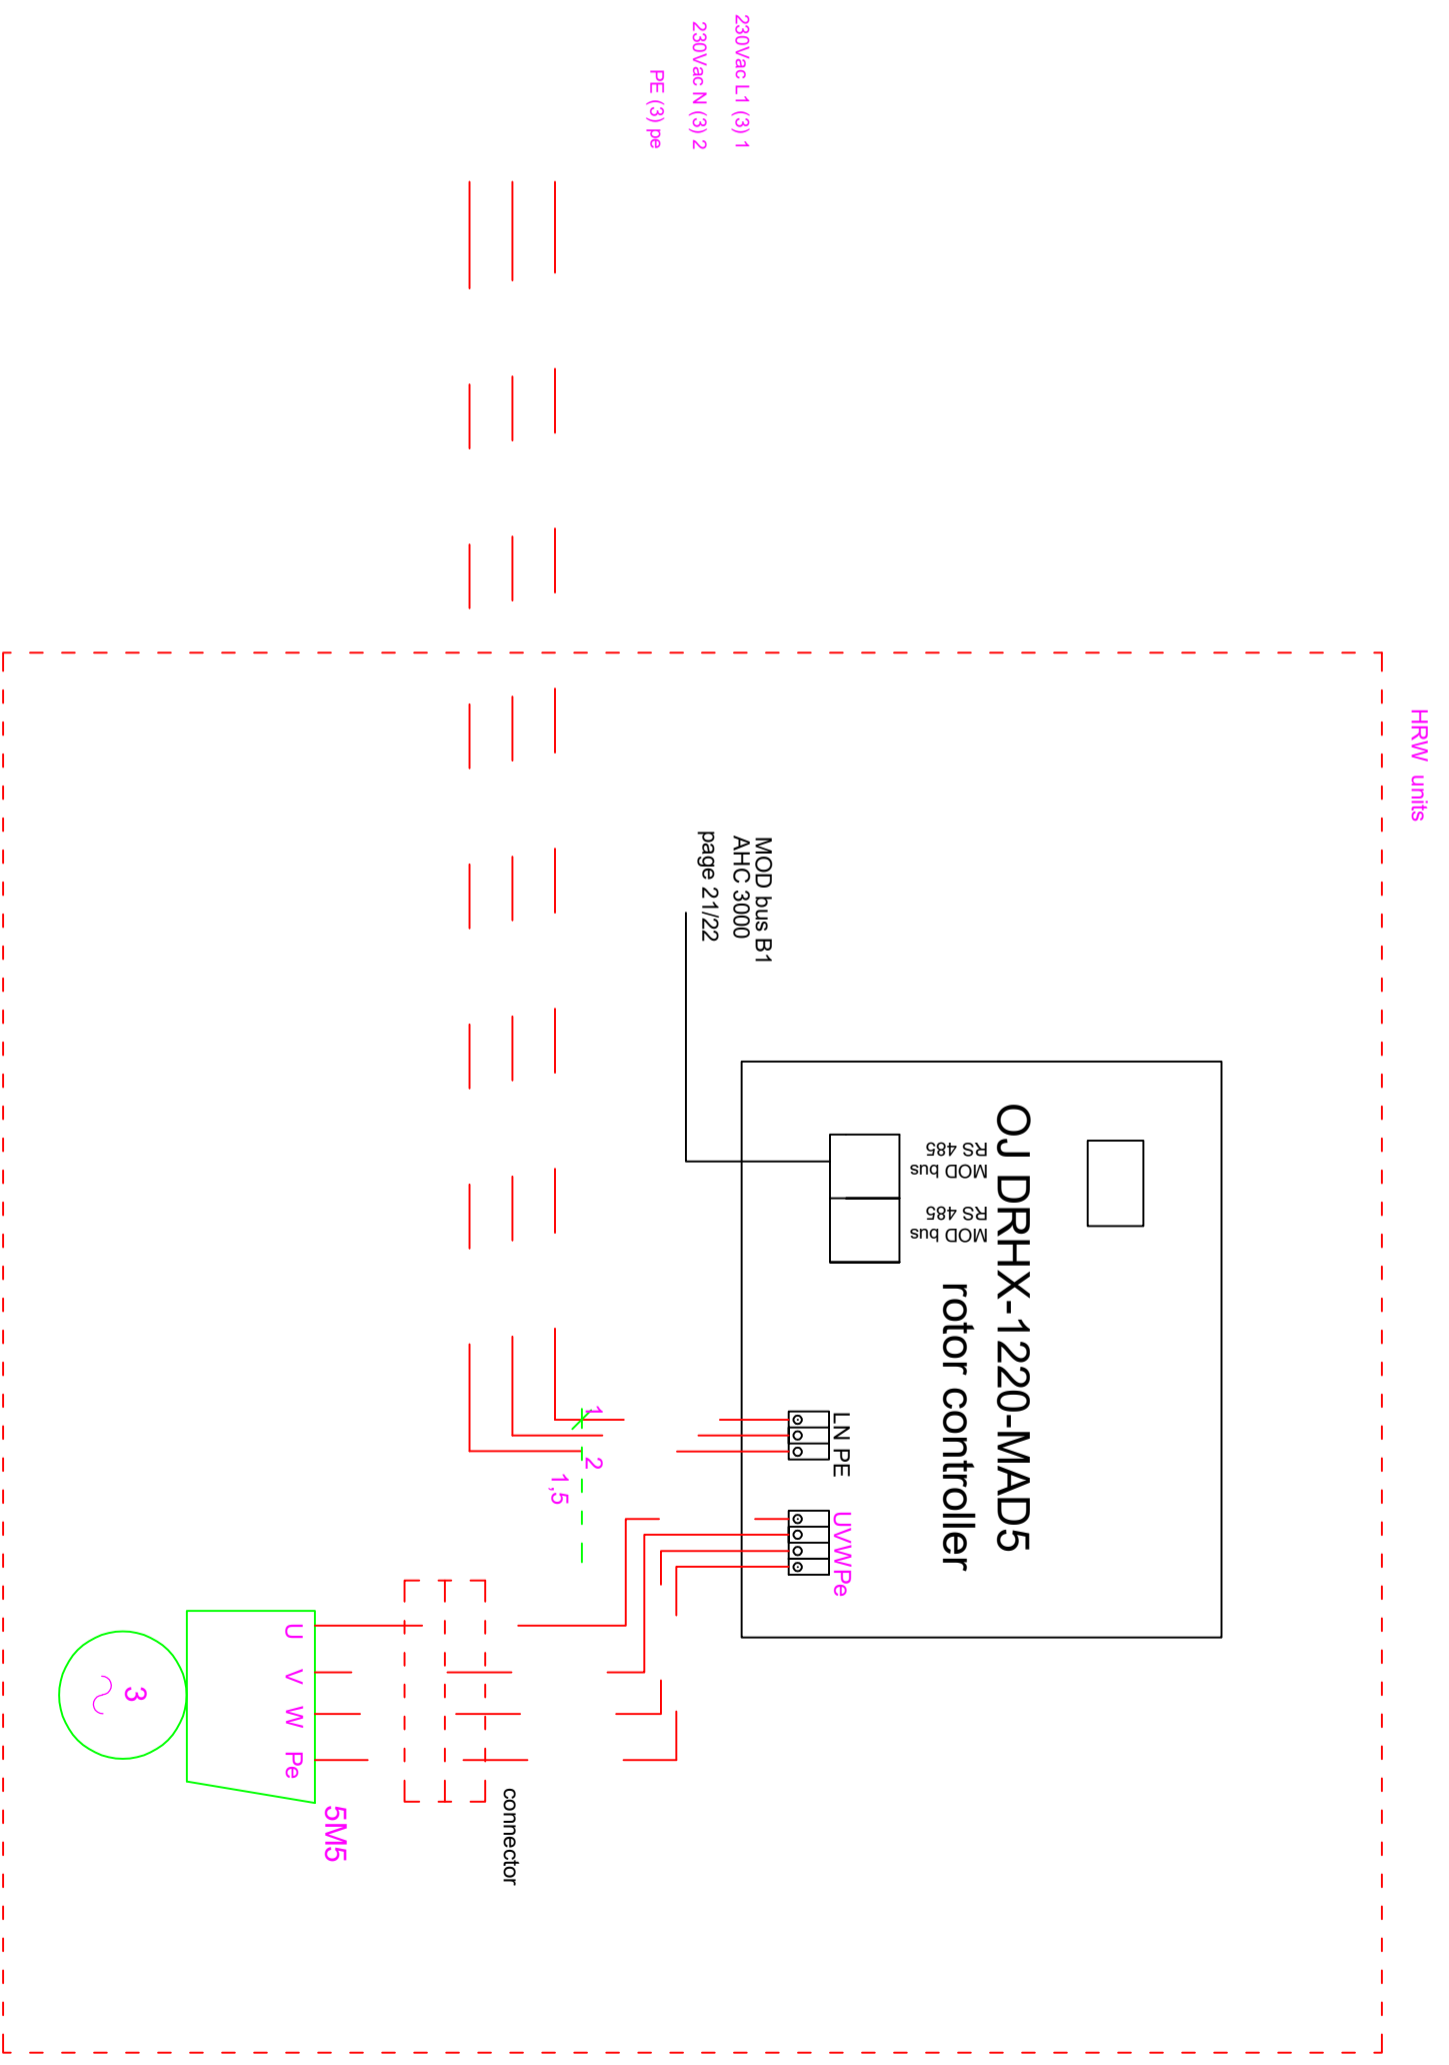 HRW units
230Vac L1 (3) 1
230Vac N (3) 2
PE (3) pe
OJ DRHX-1220-MAD5
rotor controller
MOD bus
RS 485
MOD bus
RS 485
MOD bus B1
AHC 3000
page 21/22
LN PE
UVWPe
1
2
1,5
connector
U
V
W
Pe
5M5
3
~